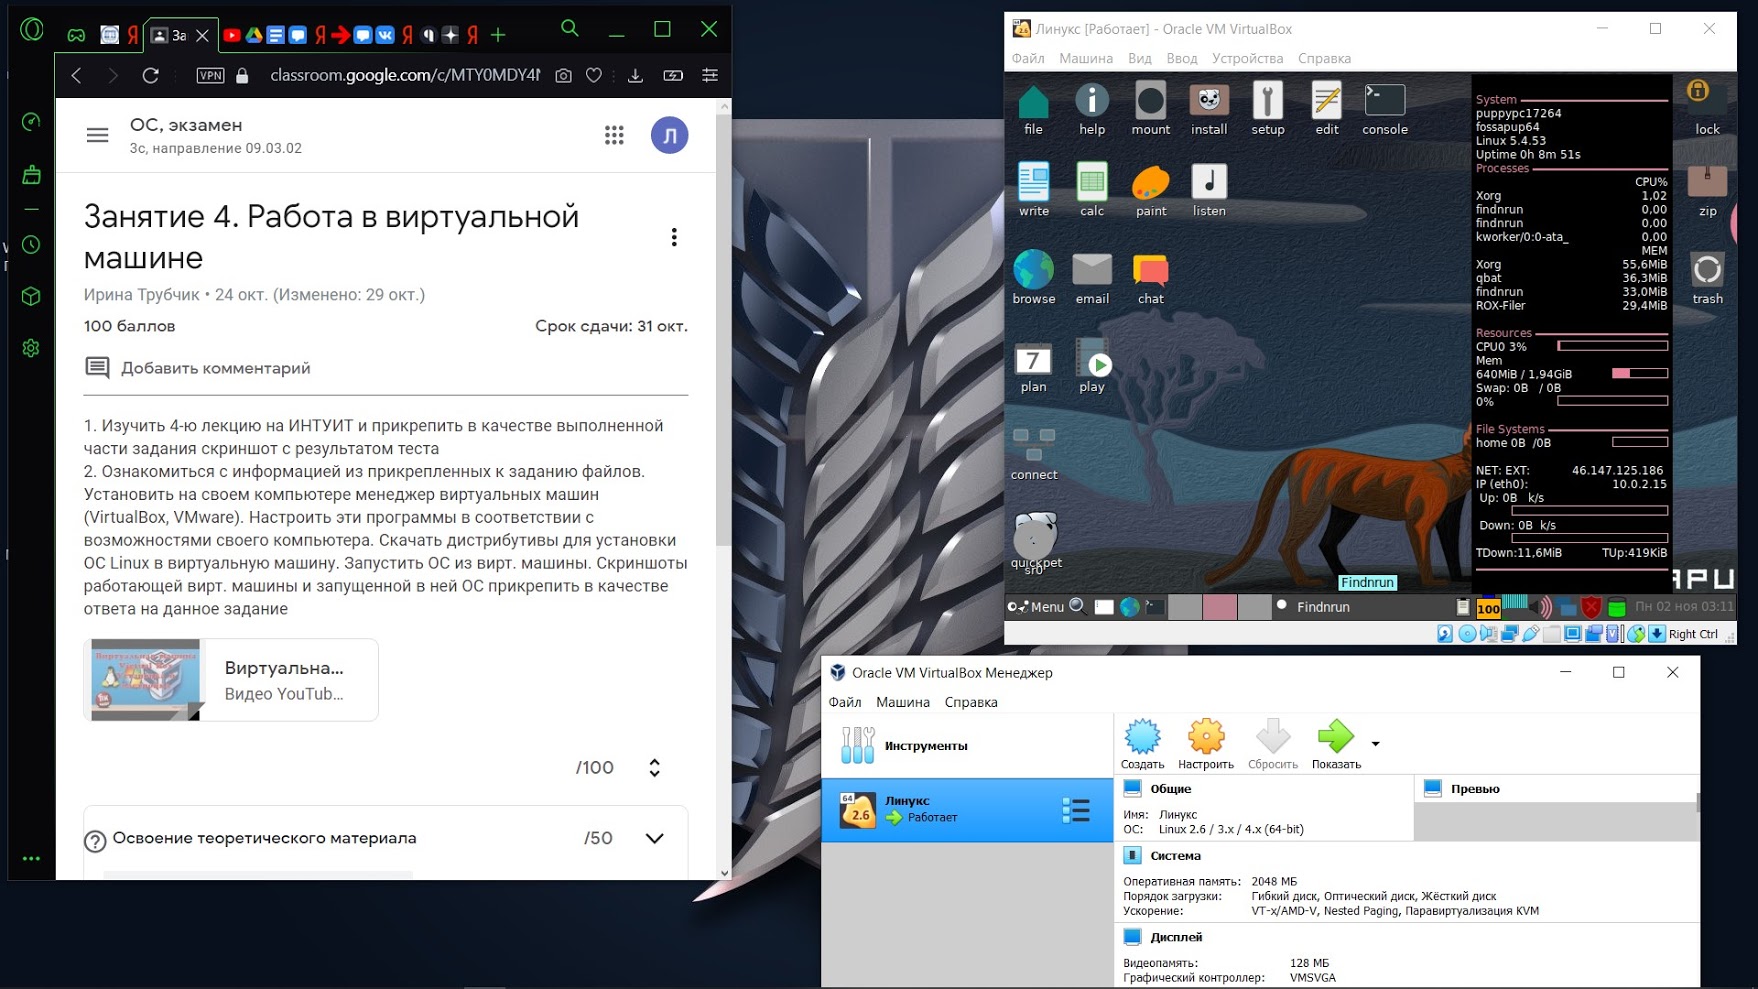 За
VPN
classroom.google.com/c/MTY0MDY4N
ОС, экзамен
3с, направление 09.03.02
Л
Занятие 4. Работа в виртуальной
машине
Ирина Трубчик • 24 окт. (Изменено: 29 окт.)
100 баллов
Срок сдачи: 31 окт.
Добавить комментарий
1. Изучить 4-ю лекцию на ИНТУИТ и прикрепить в качестве выполненной
части задания скриншот с результатом теста
2. Ознакомиться с информацией из прикрепленных к заданию файлов.
Установить на своем компьютере менеджер виртуальных машин
(VirtualBox, VMware). Настроить эти программы в соответствии с
возможностями своего компьютера. Скачать дистрибутивы для установки
ОС Linux в виртуальную машину. Запустить ОС из вирт. машины. Скриншоты
работающей вирт. машины и запущенной в ней ОС прикрепить в качестве
ответа на данное задание
Виртуальна...
Видео YouTub...
/100
Освоение теоретического материала
/50
Линукс [Работает] - Oracle VM VirtualBox
Файл Машина Вид Ввод Устройства Справка
file help mount install setup edit console
write calc paint listen
browse email chat
7
plan play
connect
quickpet
sr0
lock
zip
trash
System
puppypc17264
fossapup64
Linux 5.4.53
Uptime 0h 8m 51s
Processes
CPU%
Xorg 1,02
findnrun 0,00
findnrun 0,00
kworker/0:0-ata_ 0,00
MEM
Xorg 55,6MiB
qbat 36,3MiB
findnrun 33,0MiB
ROX-Filer 29,4MiB
Resources
CPU0 3%
Mem
640MiB / 1,94GiB
Swap: 0B / 0B
0%
File Systems
home 0B /0B
NET: EXT: 46.147.125.186
IP (eth0): 10.0.2.15
Up: 0B k/s
Down: 0B k/s
TDown:11,6MiB TUp:419KiB
APU
Findnrun
Menu
Findnrun
100
Пн 02 ноя 03:11
Right Ctrl
Oracle VM VirtualBox Менеджер
Файл Машина Справка
Инструменты
64
2.6
Линукс
Работает
Создать Настроить Сбросить Показать
Общие
Имя: Линукс
ОС: Linux 2.6 / 3.x / 4.x (64-bit)
Превью
Система
Оперативная память: 2048 МБ
Порядок загрузки: Гибкий диск, Оптический диск, Жёсткий диск
Ускорение: VT-x/AMD-V, Nested Paging, Паравиртуализация KVM
Дисплей
Видеопамять: 128 МБ
Графический контроллер: VMSVGA